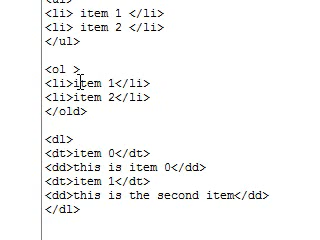 <ul>
<li> item 1 </li>
<li> item 2 </li>
</ul>
<ol >
<li>item 1</li>
<li>item 2</li>
</old>
<dl>
<dt>item 0</dt>
<dd>this is item 0</dd>
<dt>item 1</dt>
<dd>this is the second item</dd>
</dl>